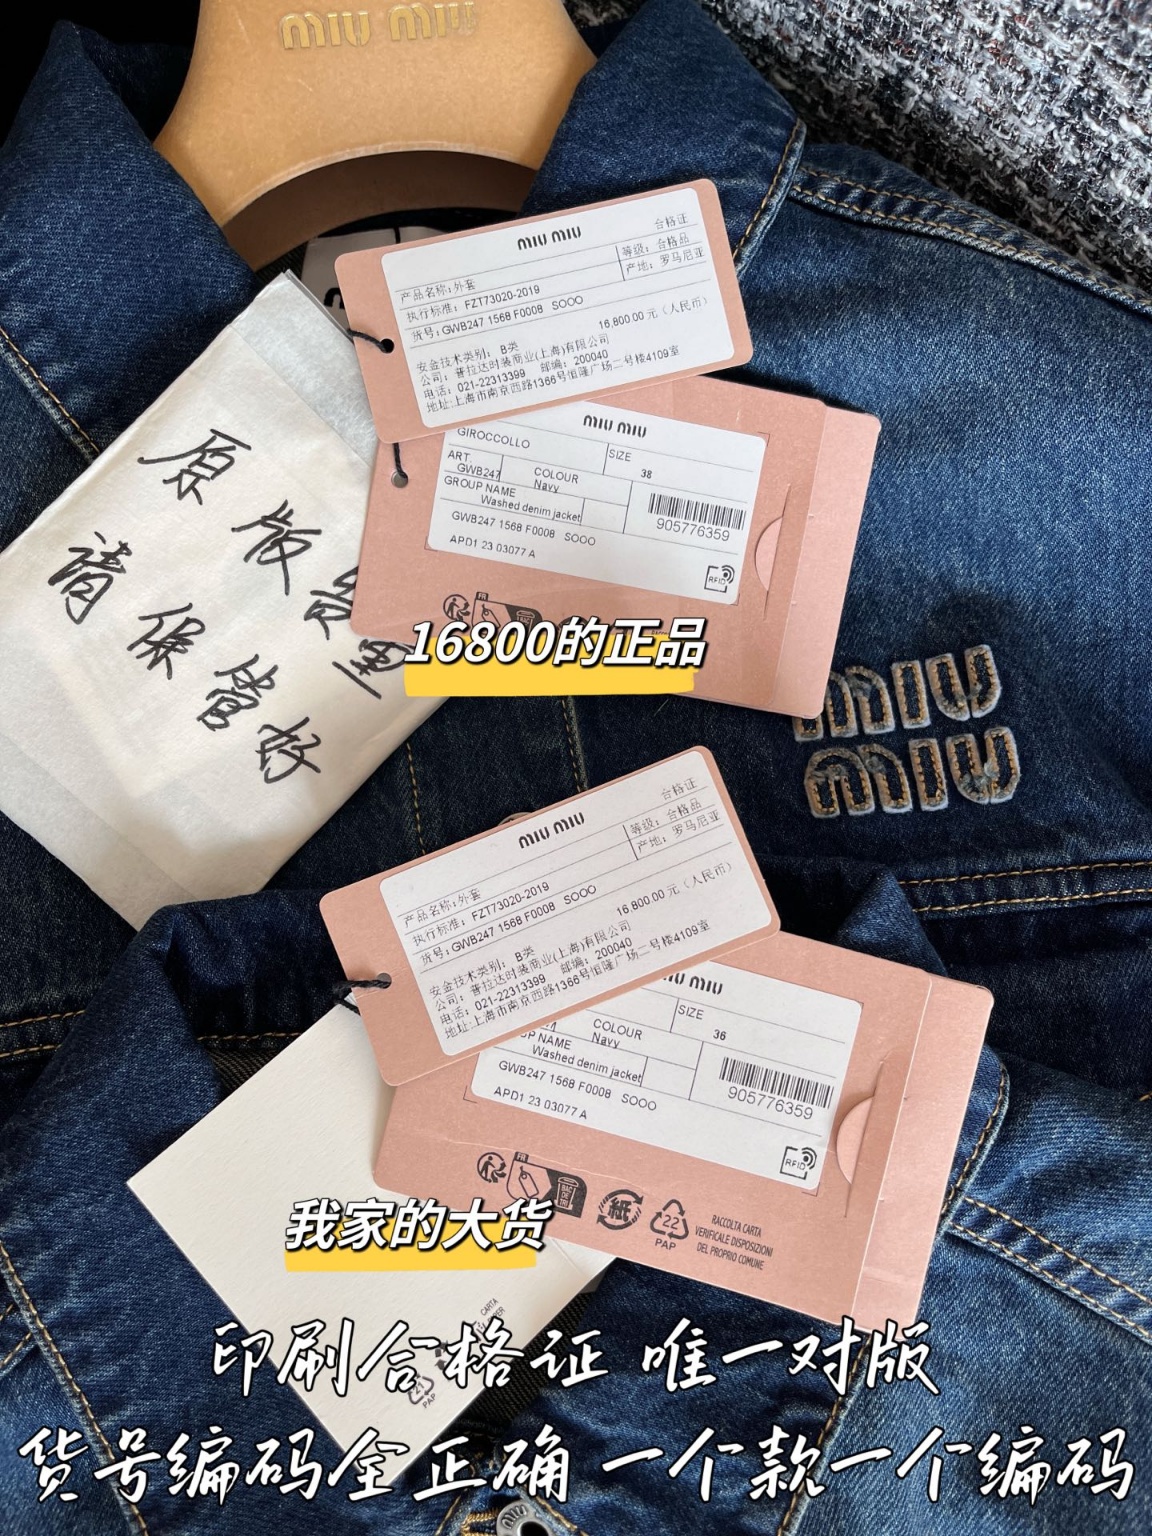 miu miu
miu miu
合格证
产品名称:外套
等级: 合格品
执行标准: FZT73020-2019
产地: 罗马尼亚
货号: GWB247 1568 F0008 SOOO
16,800.00 元 (人民币)
安全技术类别: B类
公司: 普拉达时装商业(上海)有限公司
电话: 021-22313399 邮编: 200040
地址:上海市南京西路1366号恒隆广场二号楼4109室
miu miu
GIROCCOLLO
SIZE
38
ART.
GWB247
COLOUR
Navy
GROUP NAME
Washed denim jacket
905776359
GWB247 1568 F0008 SOOO
APD1 23 03077 A
RFID
FR
原版贵重
请保管好
16800的正品
MIU
MIU
miu miu
合格证
产品名称:外套
等级: 合格品
执行标准: FZT73020-2019
产地: 罗马尼亚
货号: GWB247 1568 F0008 SOOO
16,800.00 元 (人民币)
安全技术类别: B类
公司: 普拉达时装商业(上海)有限公司
电话: 021-22313399 邮编: 200040
地址:上海市南京西路1366号恒隆广场二号楼4109室
miu miu
SIZE
36
COLOUR
Navy
NAME
Washed denim jacket
905776359
GWB247 1568 F0008 SOOO
APD1 23 03077 A
RFID
FR
紙
22
PAP
RACCOLTA CARTA
VERIFICALE DISPOSIZIONI
DEL PROPRIO COMUNE
我家的大货
CARTA
21
PAP
印刷合格证 唯一对版
货号编码全正确 一个款一个编码
MIU